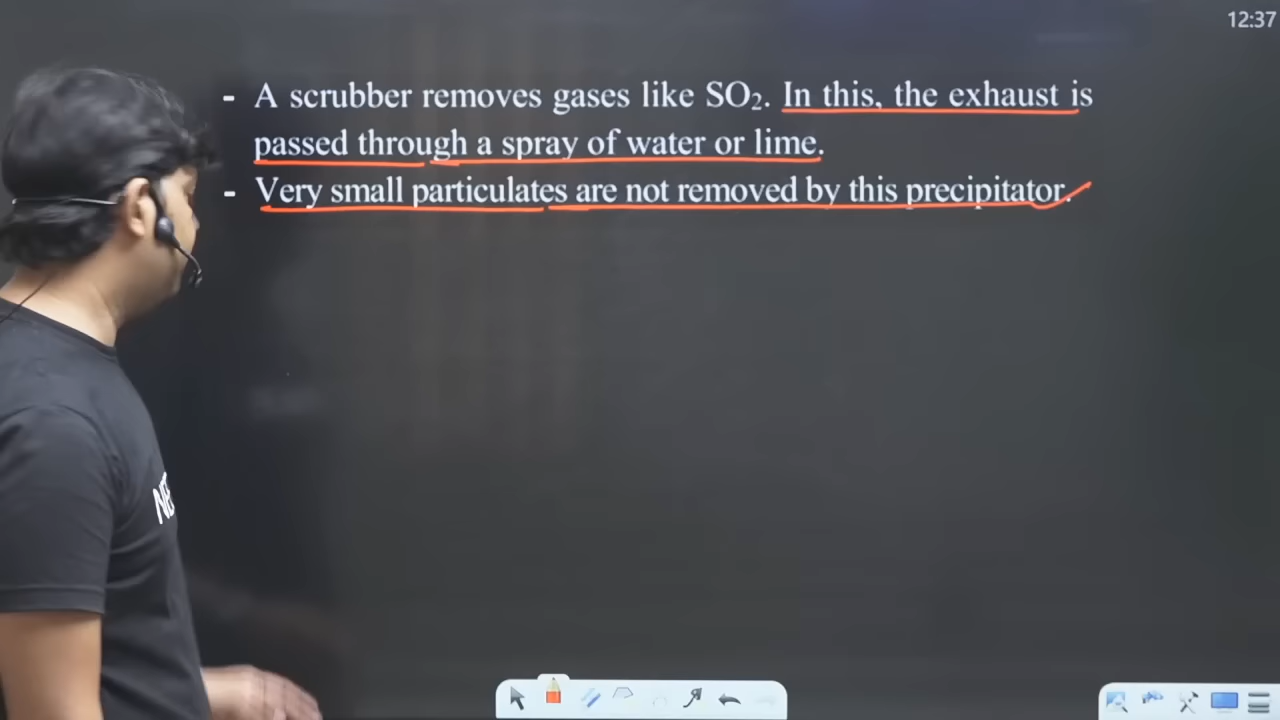 12:37
- A scrubber removes gases like SO₂. In this, the exhaust is
passed through a spray of water or lime.
- Very small particulates are not removed by this precipitator.